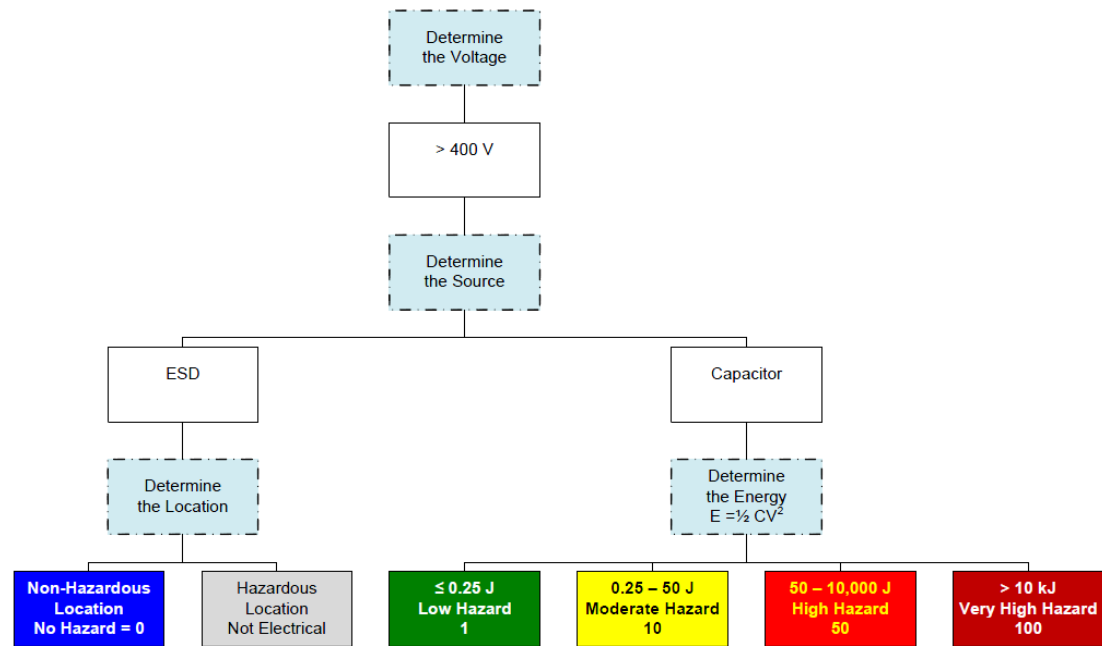 Determine
the Voltage
> 400 V
Determine
the Source
ESD
Capacitor
Determine
the Location
Determine
the Energy
E =½ CV²
Non-Hazardous
Location
No Hazard = 0
Hazardous
Location
Not Electrical
≤ 0.25 J
Low Hazard
1
0.25 – 50 J
Moderate Hazard
10
50 – 10,000 J
High Hazard
50
> 10 kJ
Very High Hazard
100